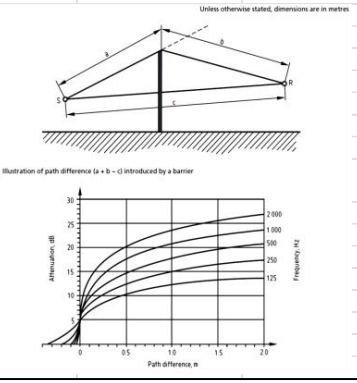 Unless otherwise stated, dimensions are in metres
a
b
S
R
c
Illustration of path difference (a + b – c) introduced by a barrier
30
25
20
15
10
5
Attenuation, dB
2 000
1 000
500
250
125
Frequency, Hz
0
0.5
1.0
1.5
2.0
Path difference, m